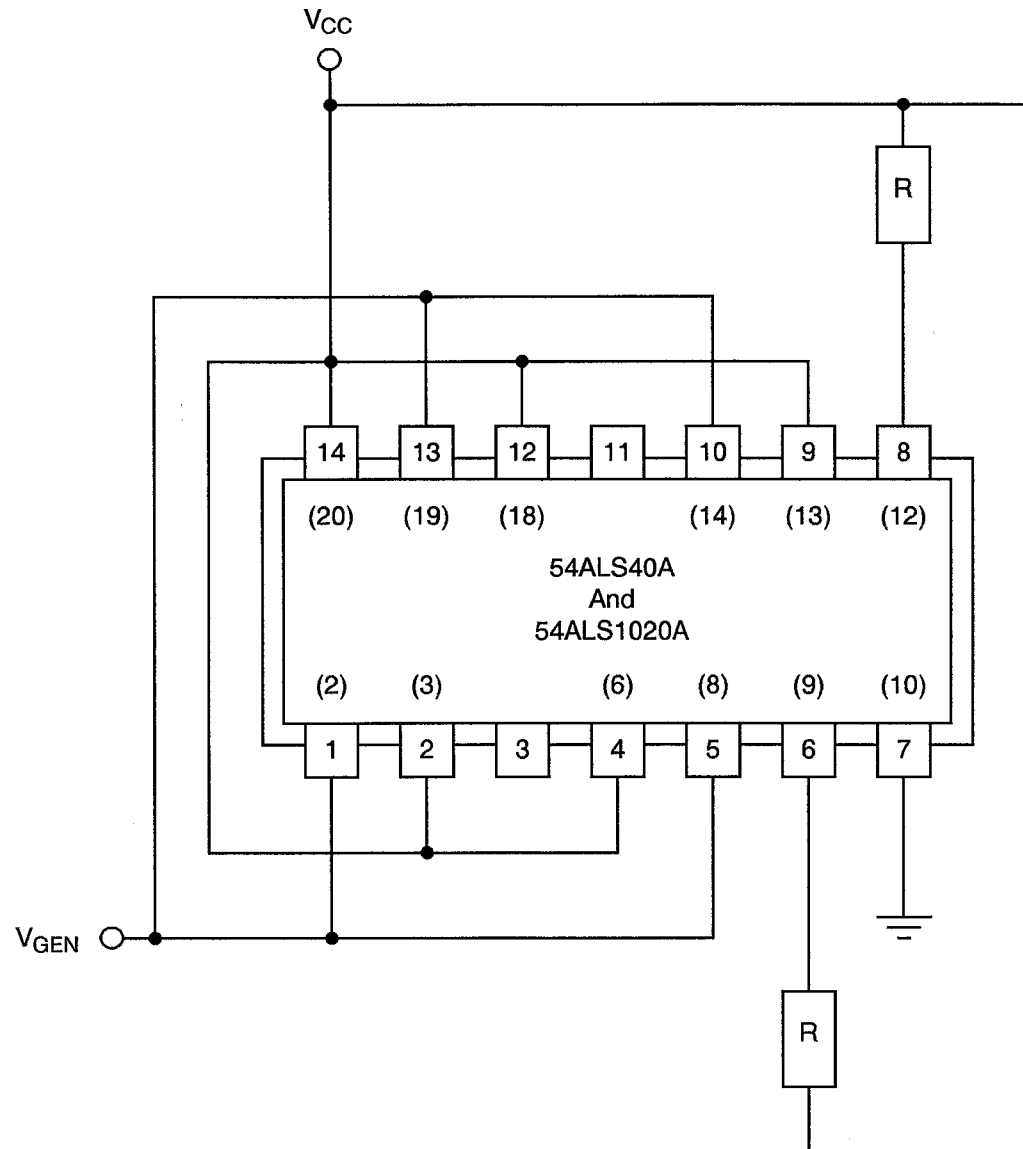 VCC
R
14 13 12 11 10 9 8
(20) (19) (18) (14) (13) (12)
54ALS40A
And
54ALS1020A
(2) (3) (6) (8) (9) (10)
1 2 3 4 5 6 7
VGEN
R